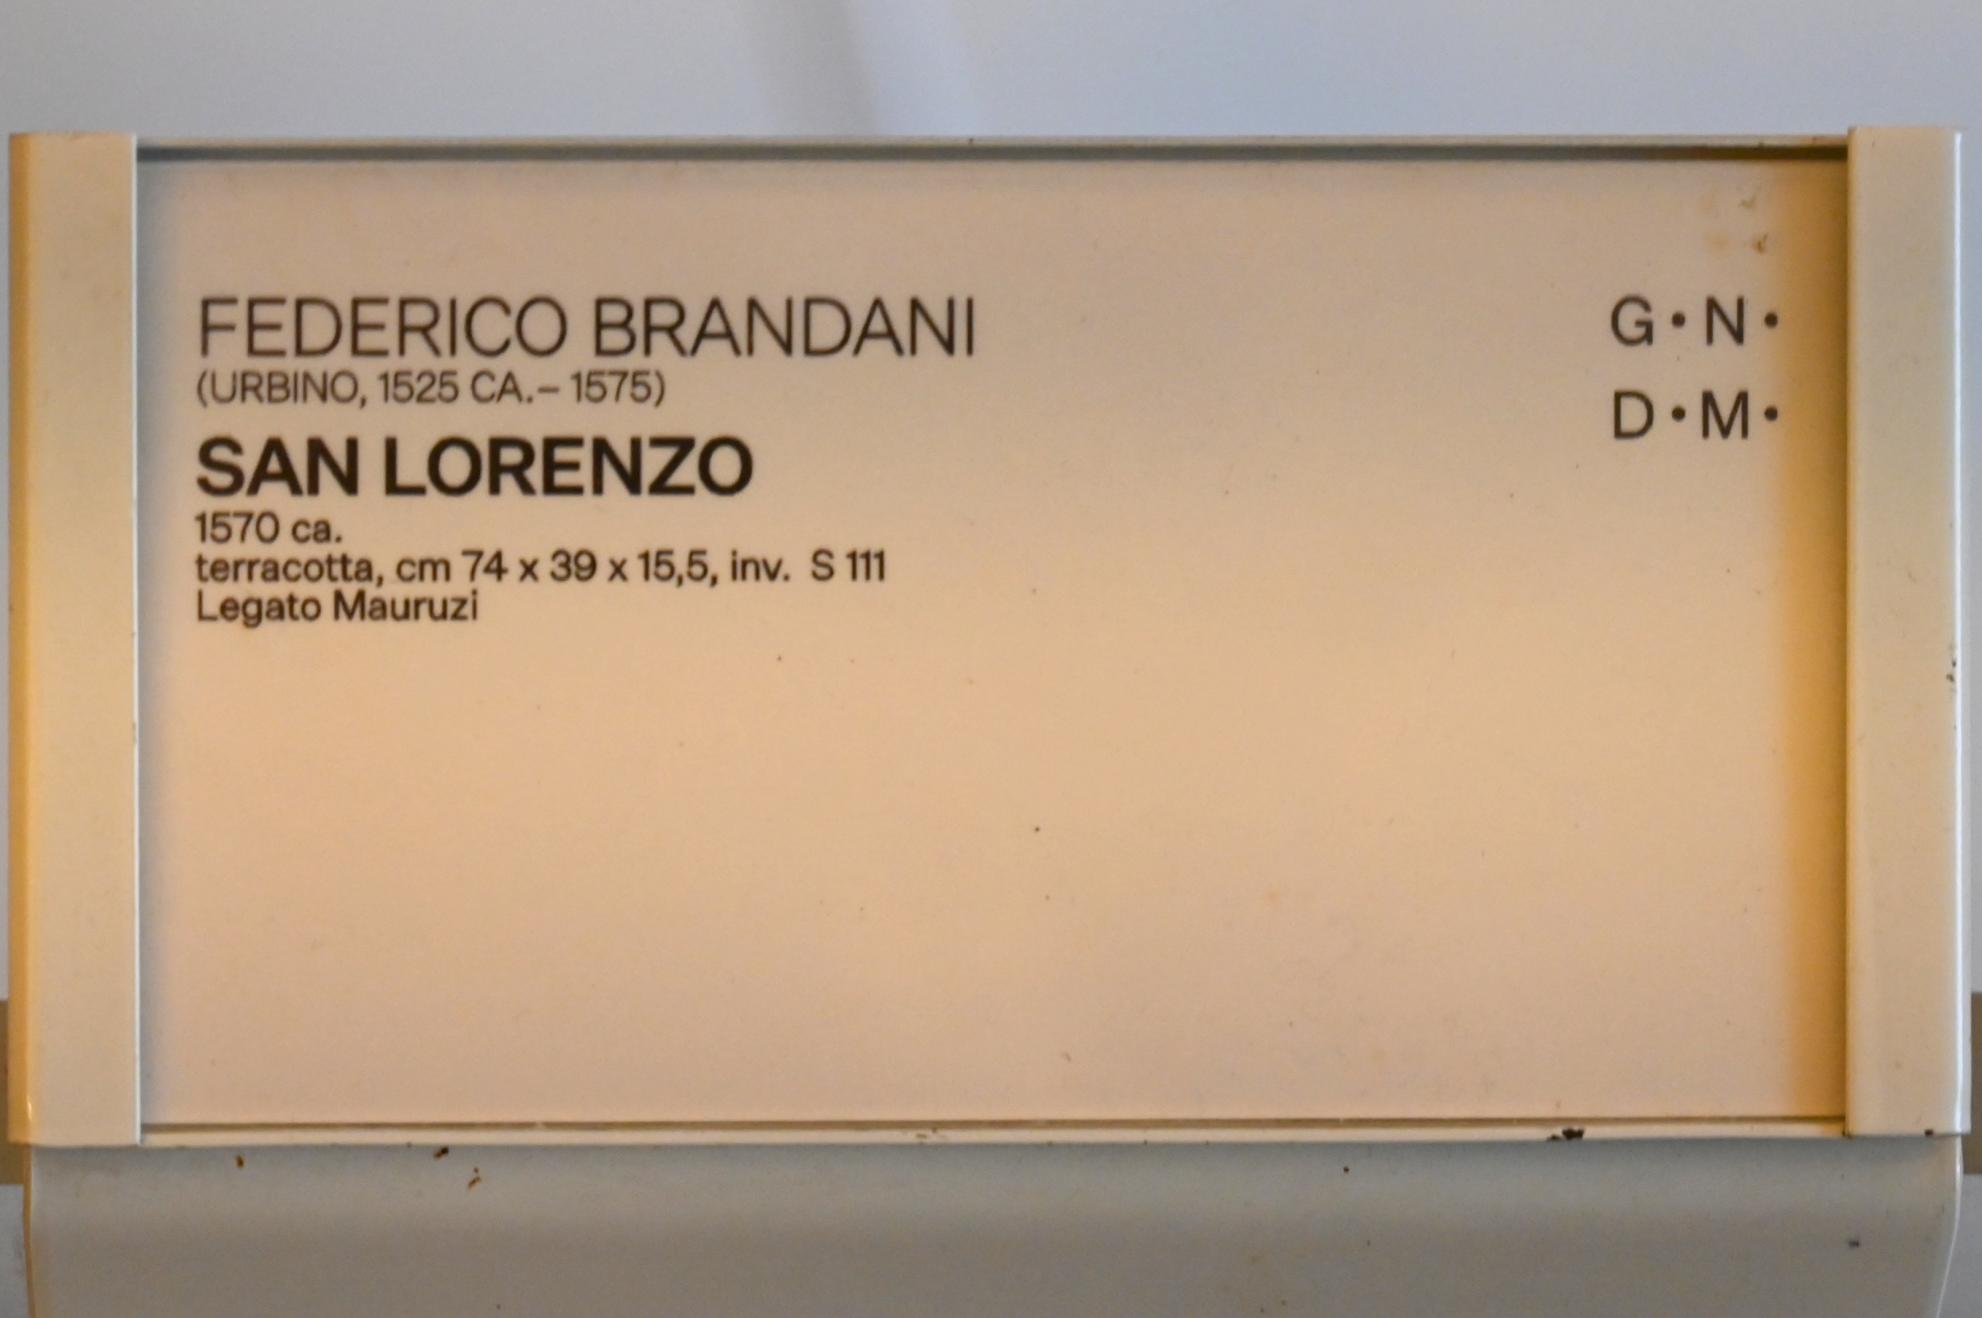 FEDERICO BRANDANI
(URBINO, 1525 CA.– 1575)
SAN LORENZO
1570 ca.
terracotta, cm 74 x 39 x 15,5, inv. S 111
Legato Mauruzi
G•N•
D•M•